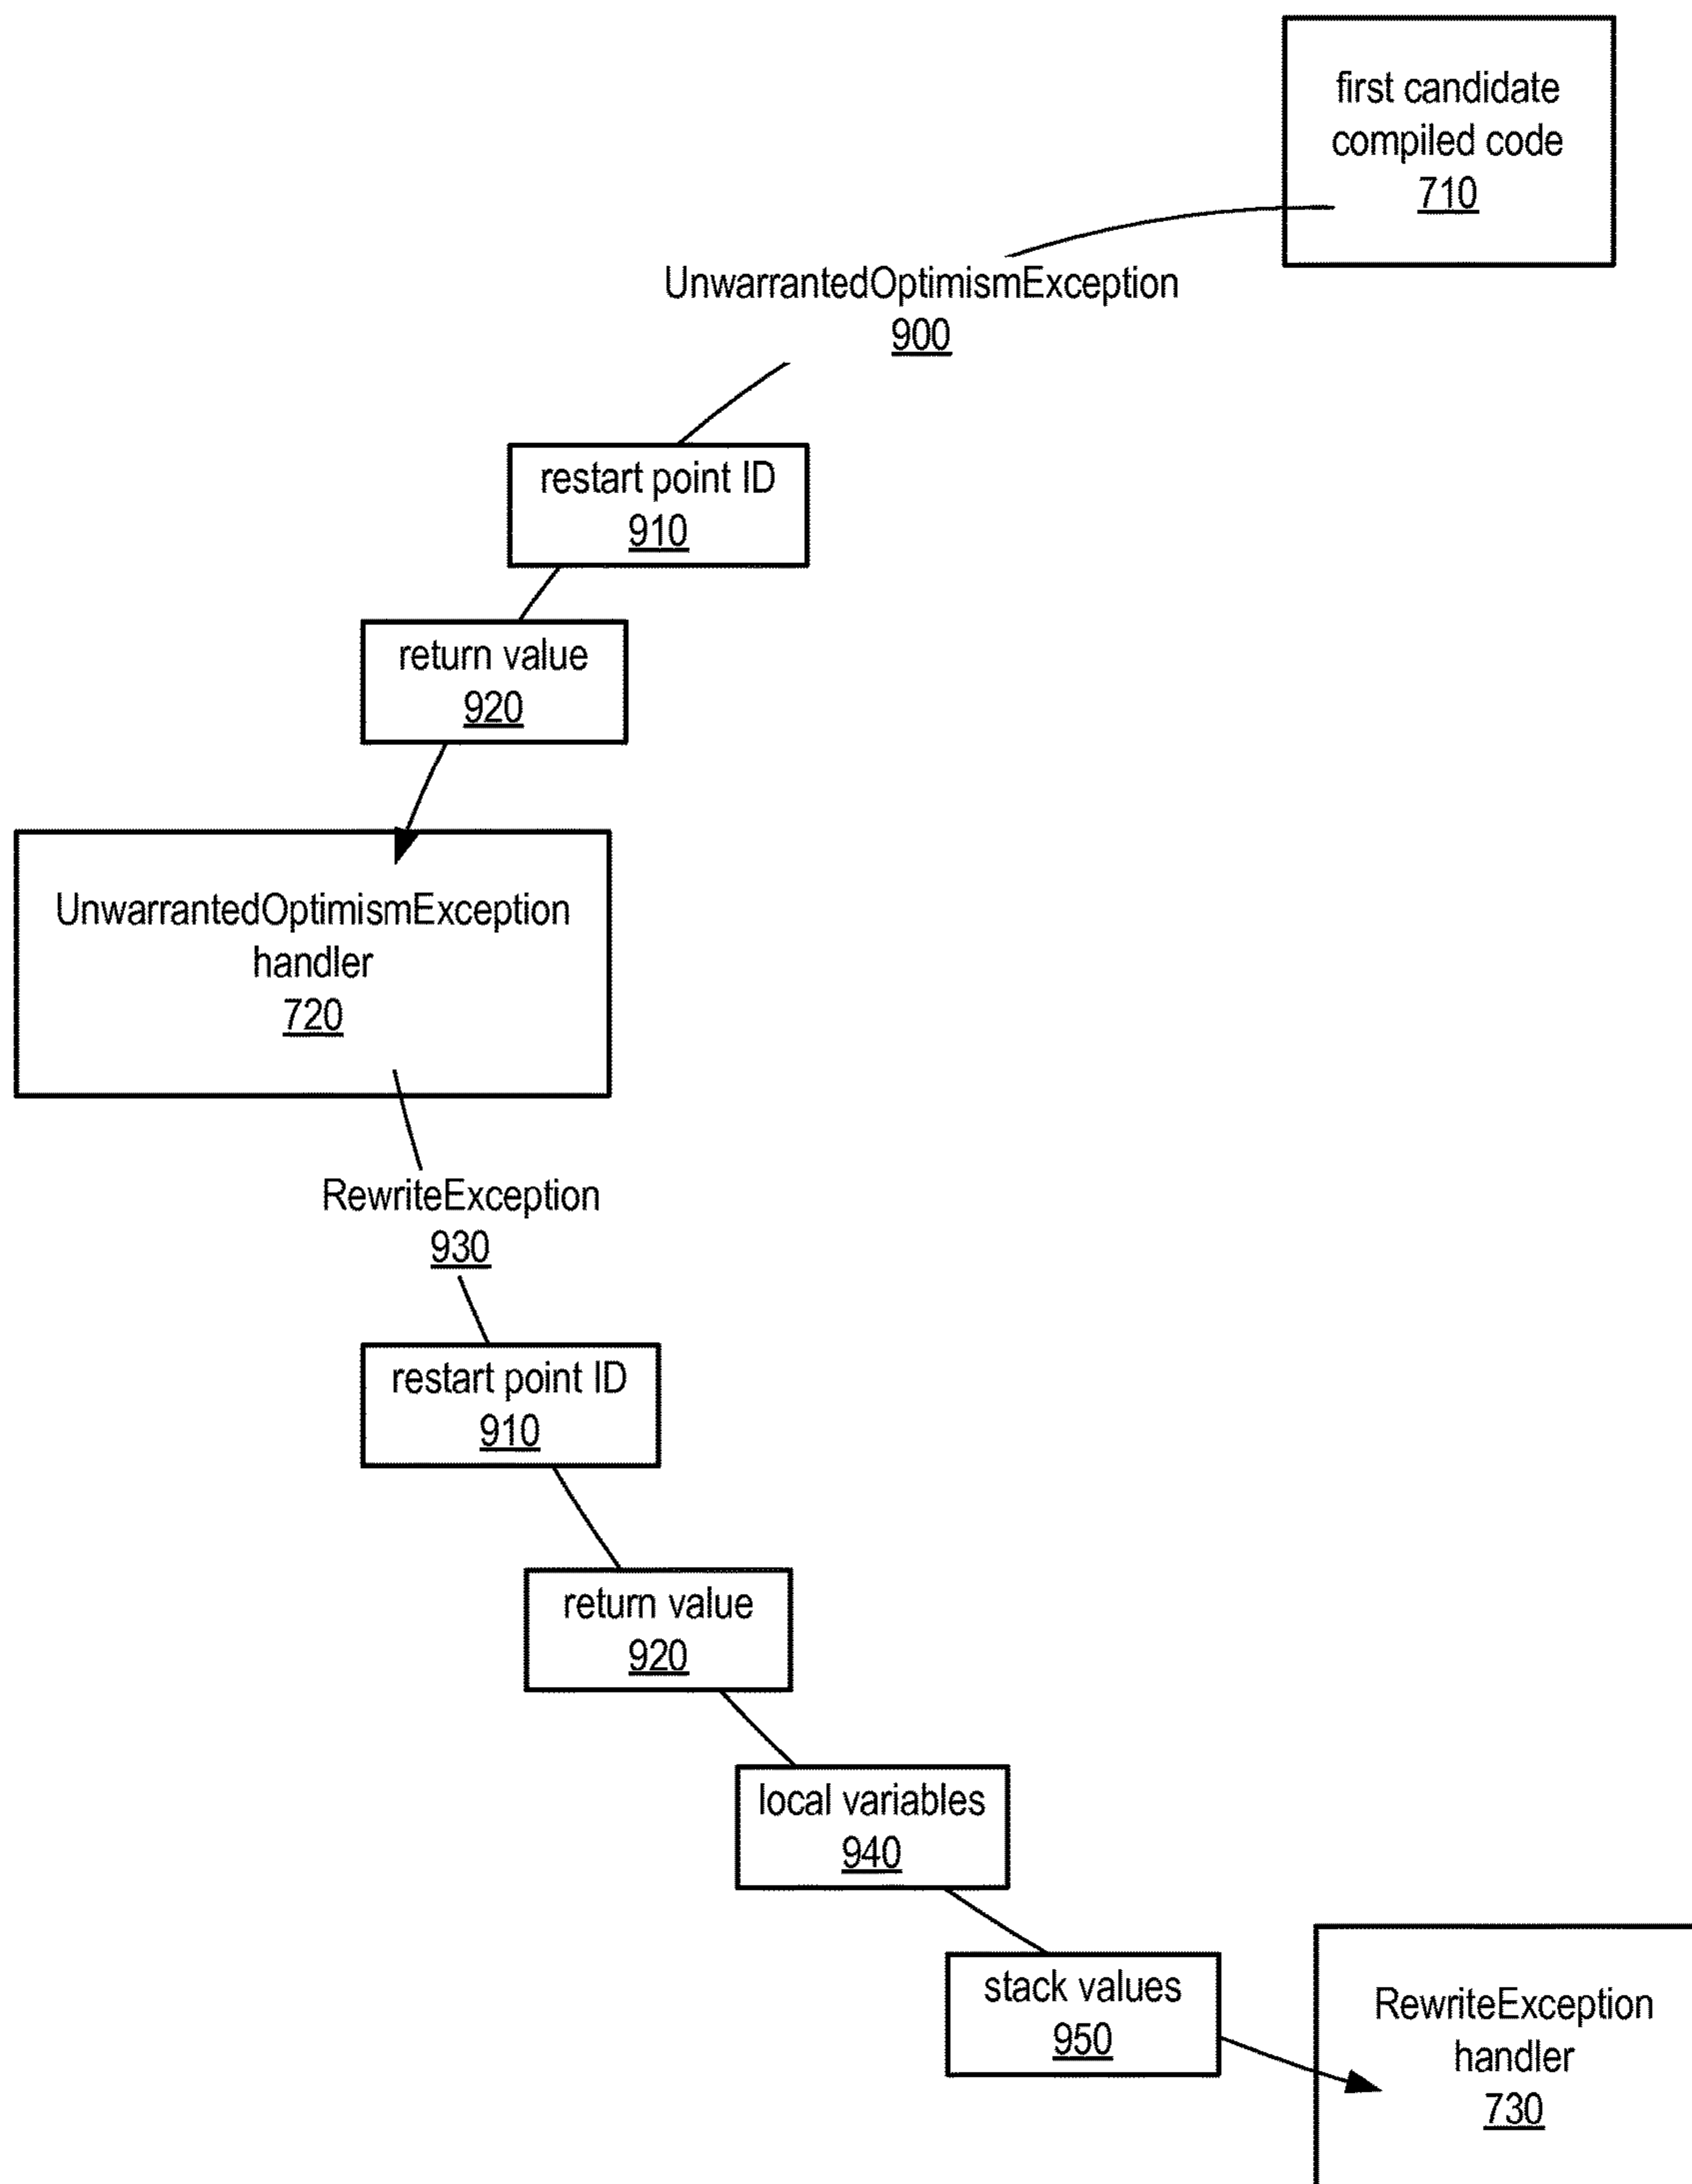 first candidate
compiled code
710
UnwarrantedOptimismException
900
restart point ID
910
return value
920
UnwarrantedOptimismException
handler
720
RewriteException
930
restart point ID
910
return value
920
local variables
940
stack values
950
RewriteException
handler
730